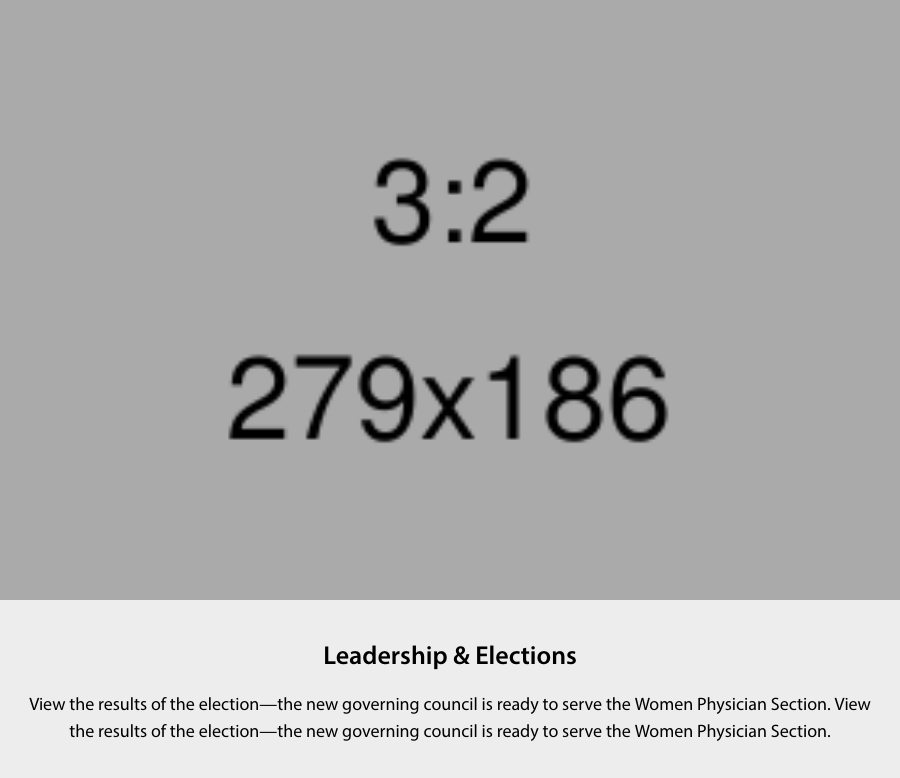 3:2
279x186
Leadership & Elections
View the results of the election—the new governing council is ready to serve the Women Physician Section. View
the results of the election—the new governing council is ready to serve the Women Physician Section.